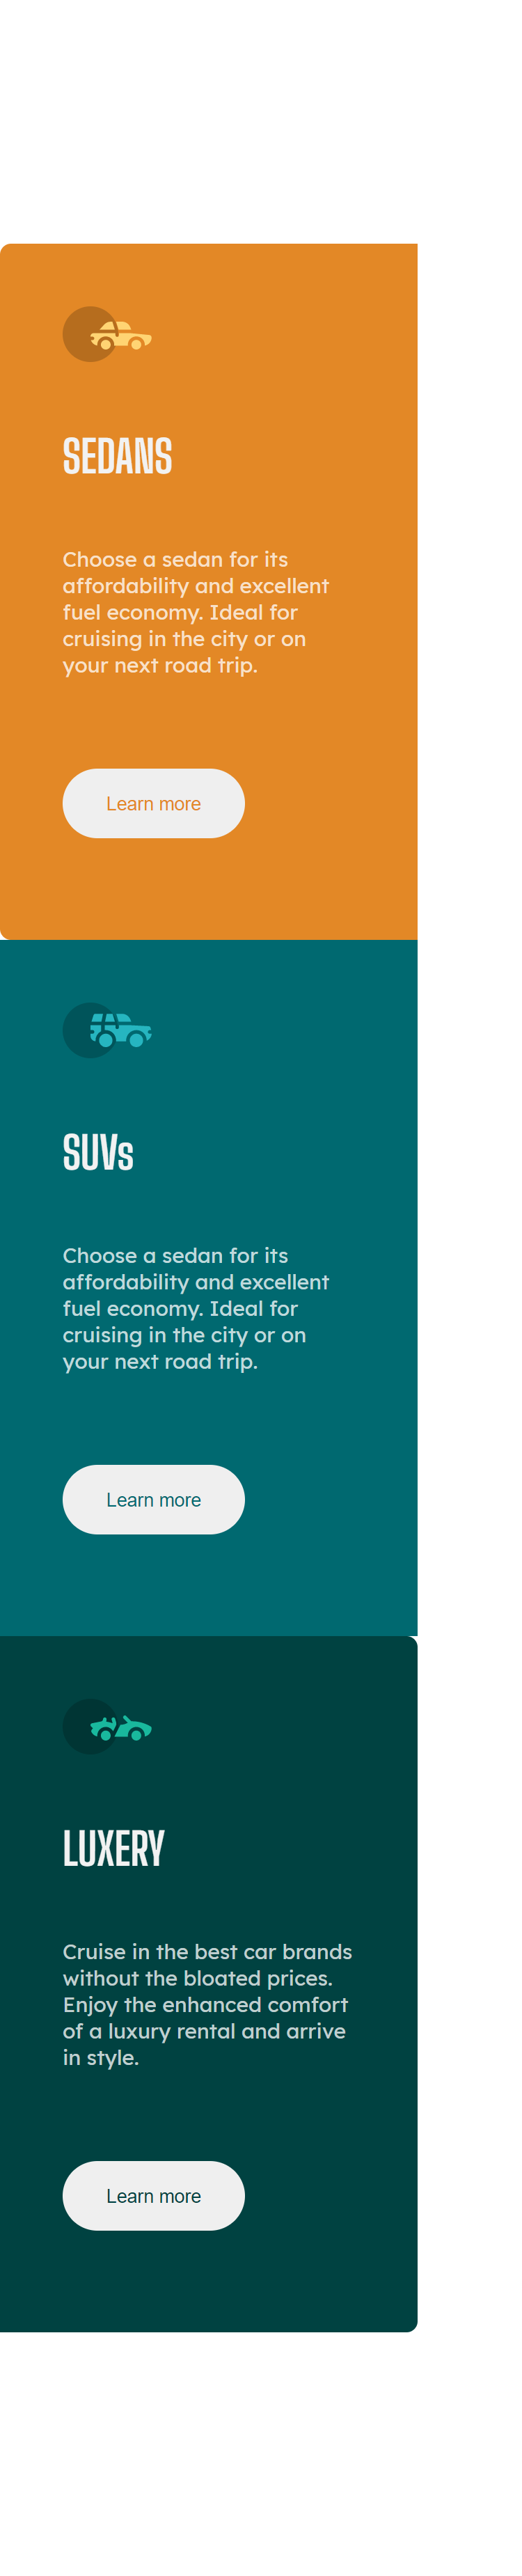 SEDANS
Choose a sedan for its
affordability and excellent
fuel economy. Ideal for
cruising in the city or on
your next road trip.
Learn more
SUVs
Choose a sedan for its
affordability and excellent
fuel economy. Ideal for
cruising in the city or on
your next road trip.
Learn more
LUXERY
Cruise in the best car brands
without the bloated prices.
Enjoy the enhanced comfort
of a luxury rental and arrive
in style.
Learn more